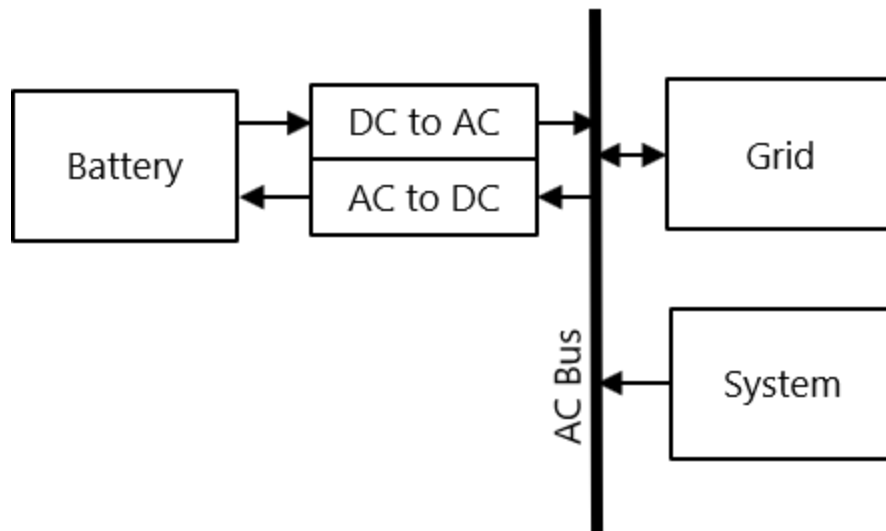 Battery
DC to AC
AC to DC
Grid
AC Bus
System